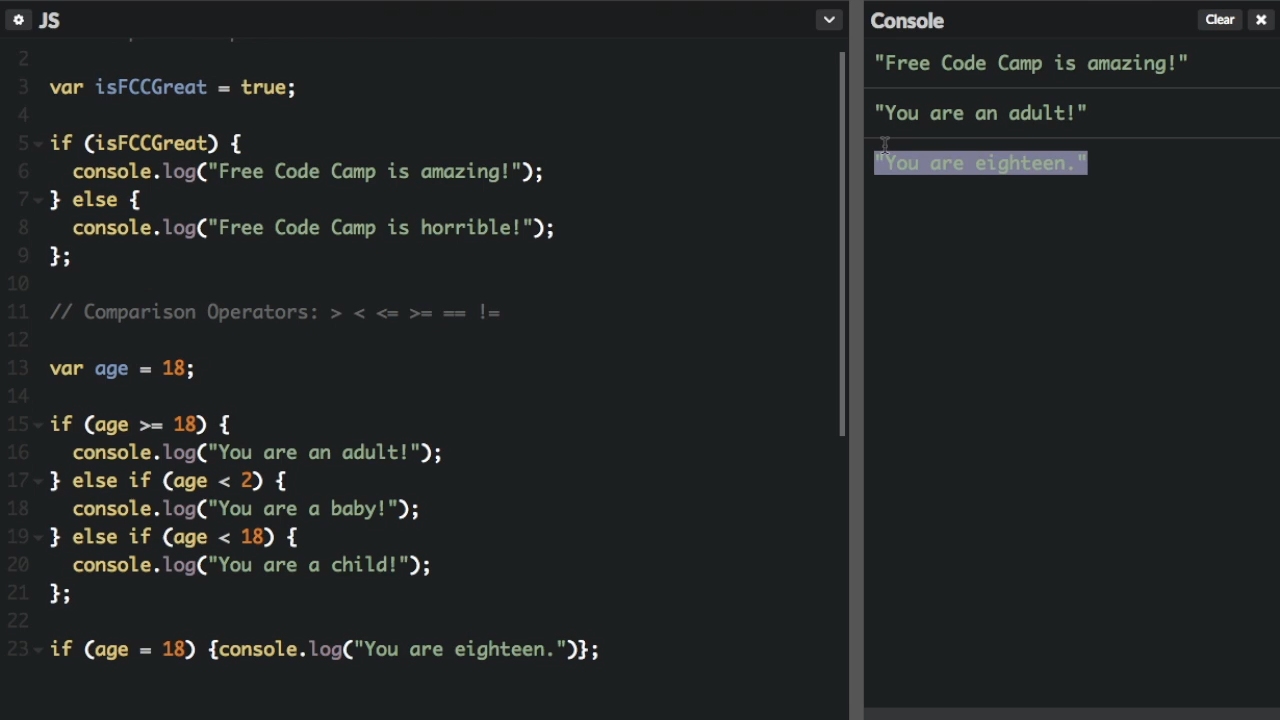 JS
2
3 var isFCCGreat = true;
4
5 if (isFCCGreat) {
6 console.log("Free Code Camp is amazing!");
7 } else {
8 console.log("Free Code Camp is horrible!");
9 };
10
11 // Comparison Operators: > < <= >= == !=
12
13 var age = 18;
14
15 if (age >= 18) {
16 console.log("You are an adult!");
17 } else if (age < 2) {
18 console.log("You are a baby!");
19 } else if (age < 18) {
20 console.log("You are a child!");
21 };
22
23 if (age = 18) {console.log("You are eighteen.")};
Console
Clear
"Free Code Camp is amazing!"
"You are an adult!"
"You are eighteen."